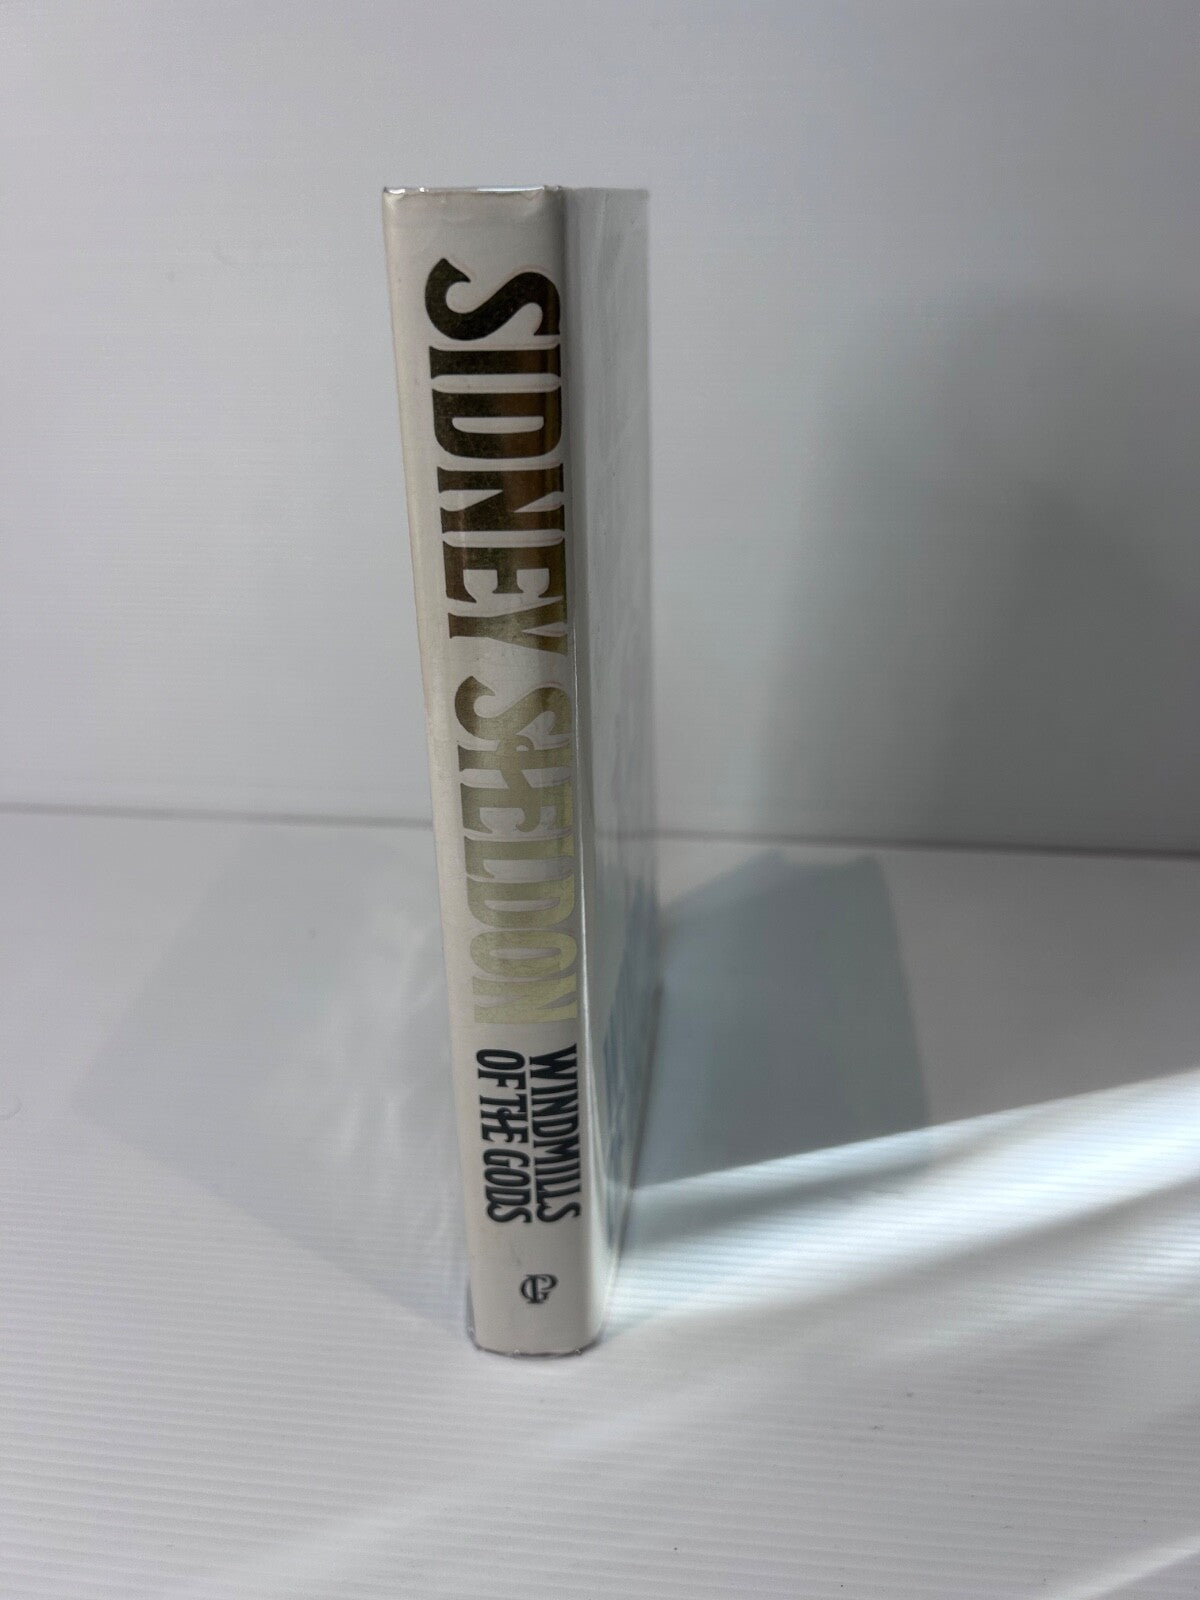 SIDNEY SHELDON
WINDMILLS
OF THE GODS